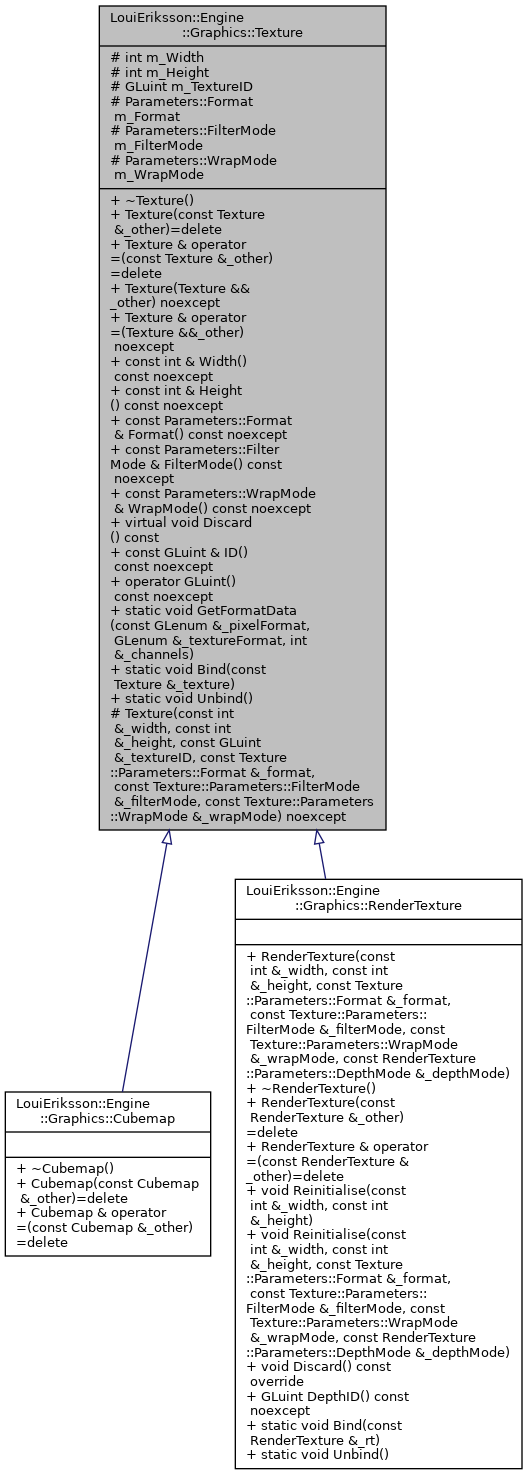 LouiEriksson::Engine
::Graphics::Texture
# int m_Width
# int m_Height
# GLuint m_TextureID
# Parameters::Format
m_Format
# Parameters::FilterMode
m_FilterMode
# Parameters::WrapMode
m_WrapMode
+ ~Texture()
+ Texture(const Texture
&_other)=delete
+ Texture & operator
=(const Texture &_other)
=delete
+ Texture(Texture &&
_other) noexcept
+ Texture & operator
=(Texture &&_other)
noexcept
+ const int & Width()
const noexcept
+ const int & Height
() const noexcept
+ const Parameters::Format
& Format() const noexcept
+ const Parameters::Filter
Mode & FilterMode() const
noexcept
+ const Parameters::WrapMode
& WrapMode() const noexcept
+ virtual void Discard
() const
+ const GLuint & ID()
const noexcept
+ operator GLuint()
const noexcept
+ static void GetFormatData
(const GLenum &_pixelFormat,
GLenum &_textureFormat, int
&_channels)
+ static void Bind(const
Texture &_texture)
+ static void Unbind()
# Texture(const int
&_width, const int
&_height, const GLuint
&_textureID, const Texture
::Parameters::Format &_format,
const Texture::Parameters::FilterMode
&_filterMode, const Texture::Parameters
::WrapMode &_wrapMode) noexcept
LouiEriksson::Engine
::Graphics::Cubemap
+ ~Cubemap()
+ Cubemap(const Cubemap
&_other)=delete
+ Cubemap & operator
=(const Cubemap &_other)
=delete
LouiEriksson::Engine
::Graphics::RenderTexture
+ RenderTexture(const
int &_width, const int
&_height, const Texture
::Parameters::Format &_format,
const Texture::Parameters::
FilterMode &_filterMode, const
Texture::Parameters::WrapMode
&_wrapMode, const RenderTexture
::Parameters::DepthMode &_depthMode)
+ ~RenderTexture()
+ RenderTexture(const
RenderTexture &_other)
=delete
+ RenderTexture & operator
=(const RenderTexture &
_other)=delete
+ void Reinitialise(const
int &_width, const int
&_height)
+ void Reinitialise(const
int &_width, const int
&_height, const Texture
::Parameters::Format &_format,
const Texture::Parameters::
FilterMode &_filterMode, const
Texture::Parameters::WrapMode
&_wrapMode, const RenderTexture
::Parameters::DepthMode &_depthMode)
+ void Discard() const
override
+ GLuint DepthID() const
noexcept
+ static void Bind(const
RenderTexture &_rt)
+ static void Unbind()